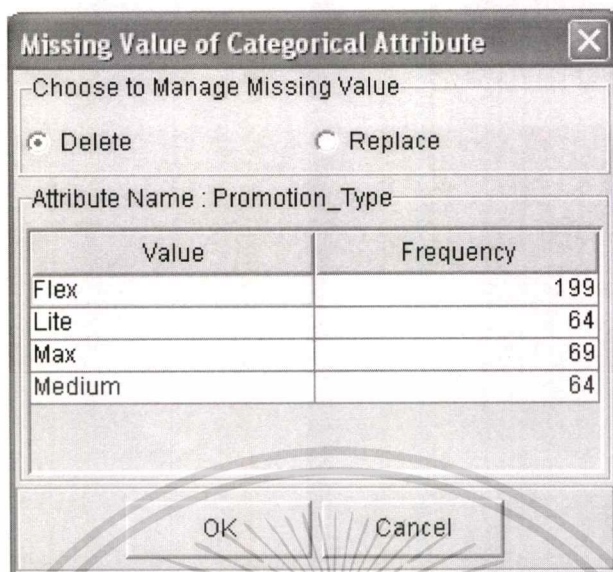 Missing Value of Categorical Attribute
Choose to Manage Missing Value
Delete Replace
Attribute Name : Promotion_Type
Value Frequency
Flex 199
Lite 64
Max 69
Medium 64
OK Cancel